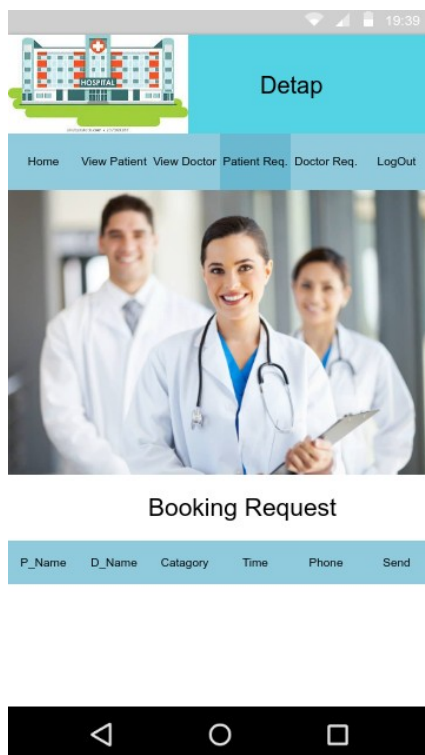 19:39
HOSPITAL
Detap
Home View Patient View Doctor Patient Req. Doctor Req. LogOut
Booking Request
P_Name D_Name Catagory Time Phone Send